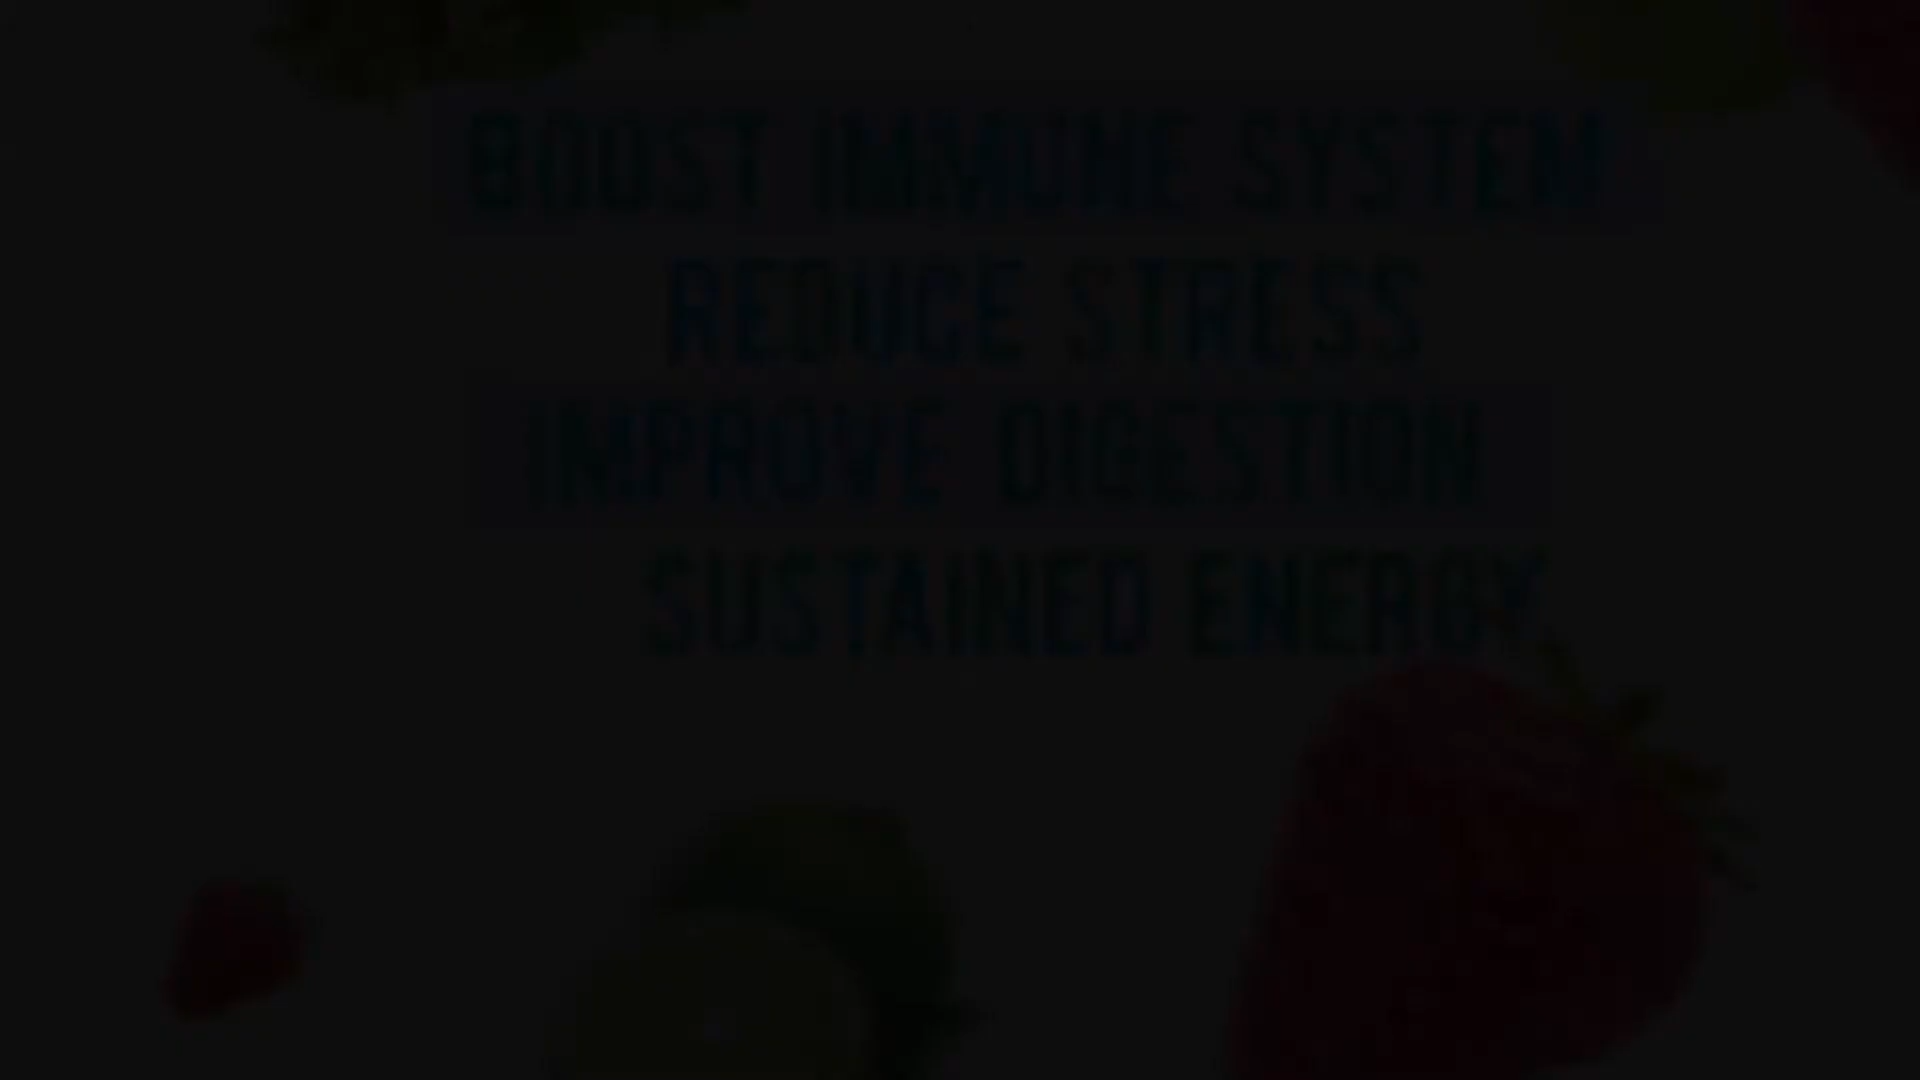 BOOST IMMUNE SYSTEM
REDUCE STRESS
IMPROVE DIGESTION
SUSTAINED ENERGY